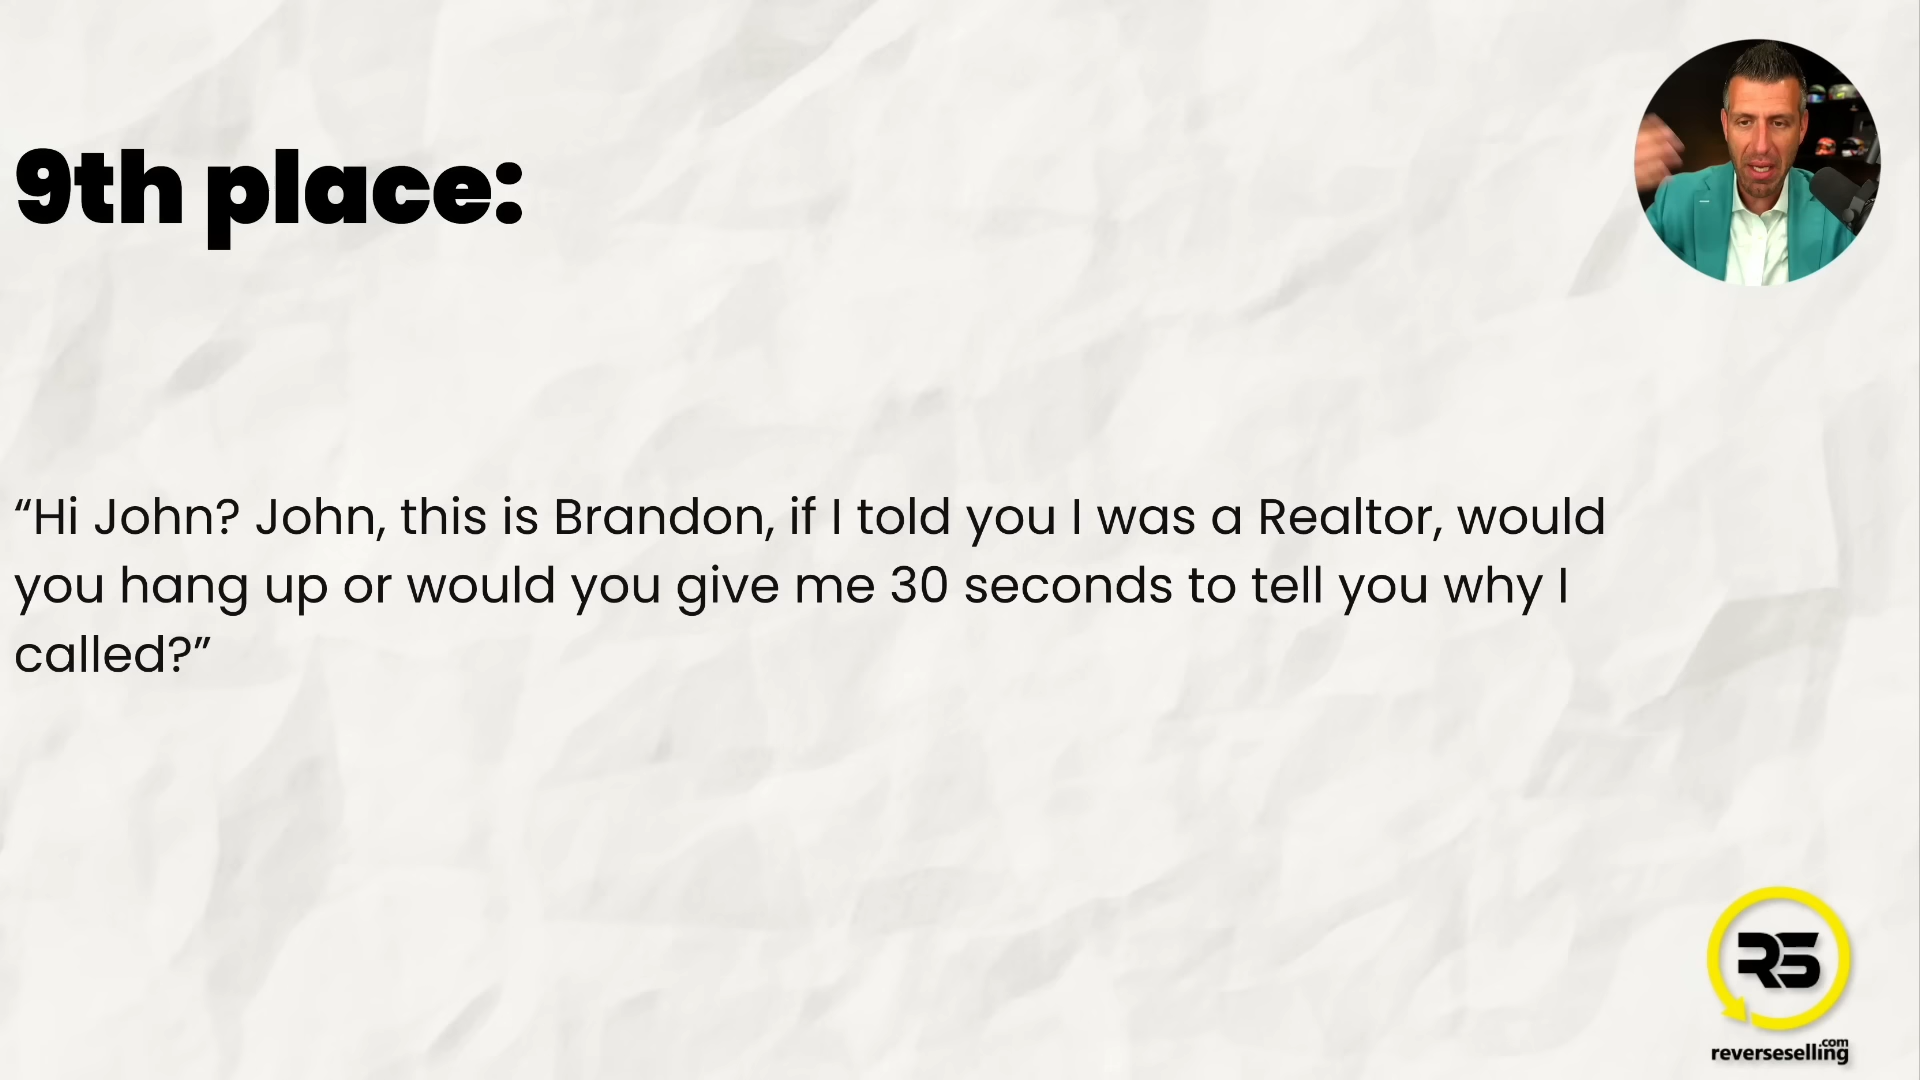 9th place:
“Hi John? John, this is Brandon, if I told you I was a Realtor, would
you hang up or would you give me 30 seconds to tell you why I
called?”
RS
reverseselling.com